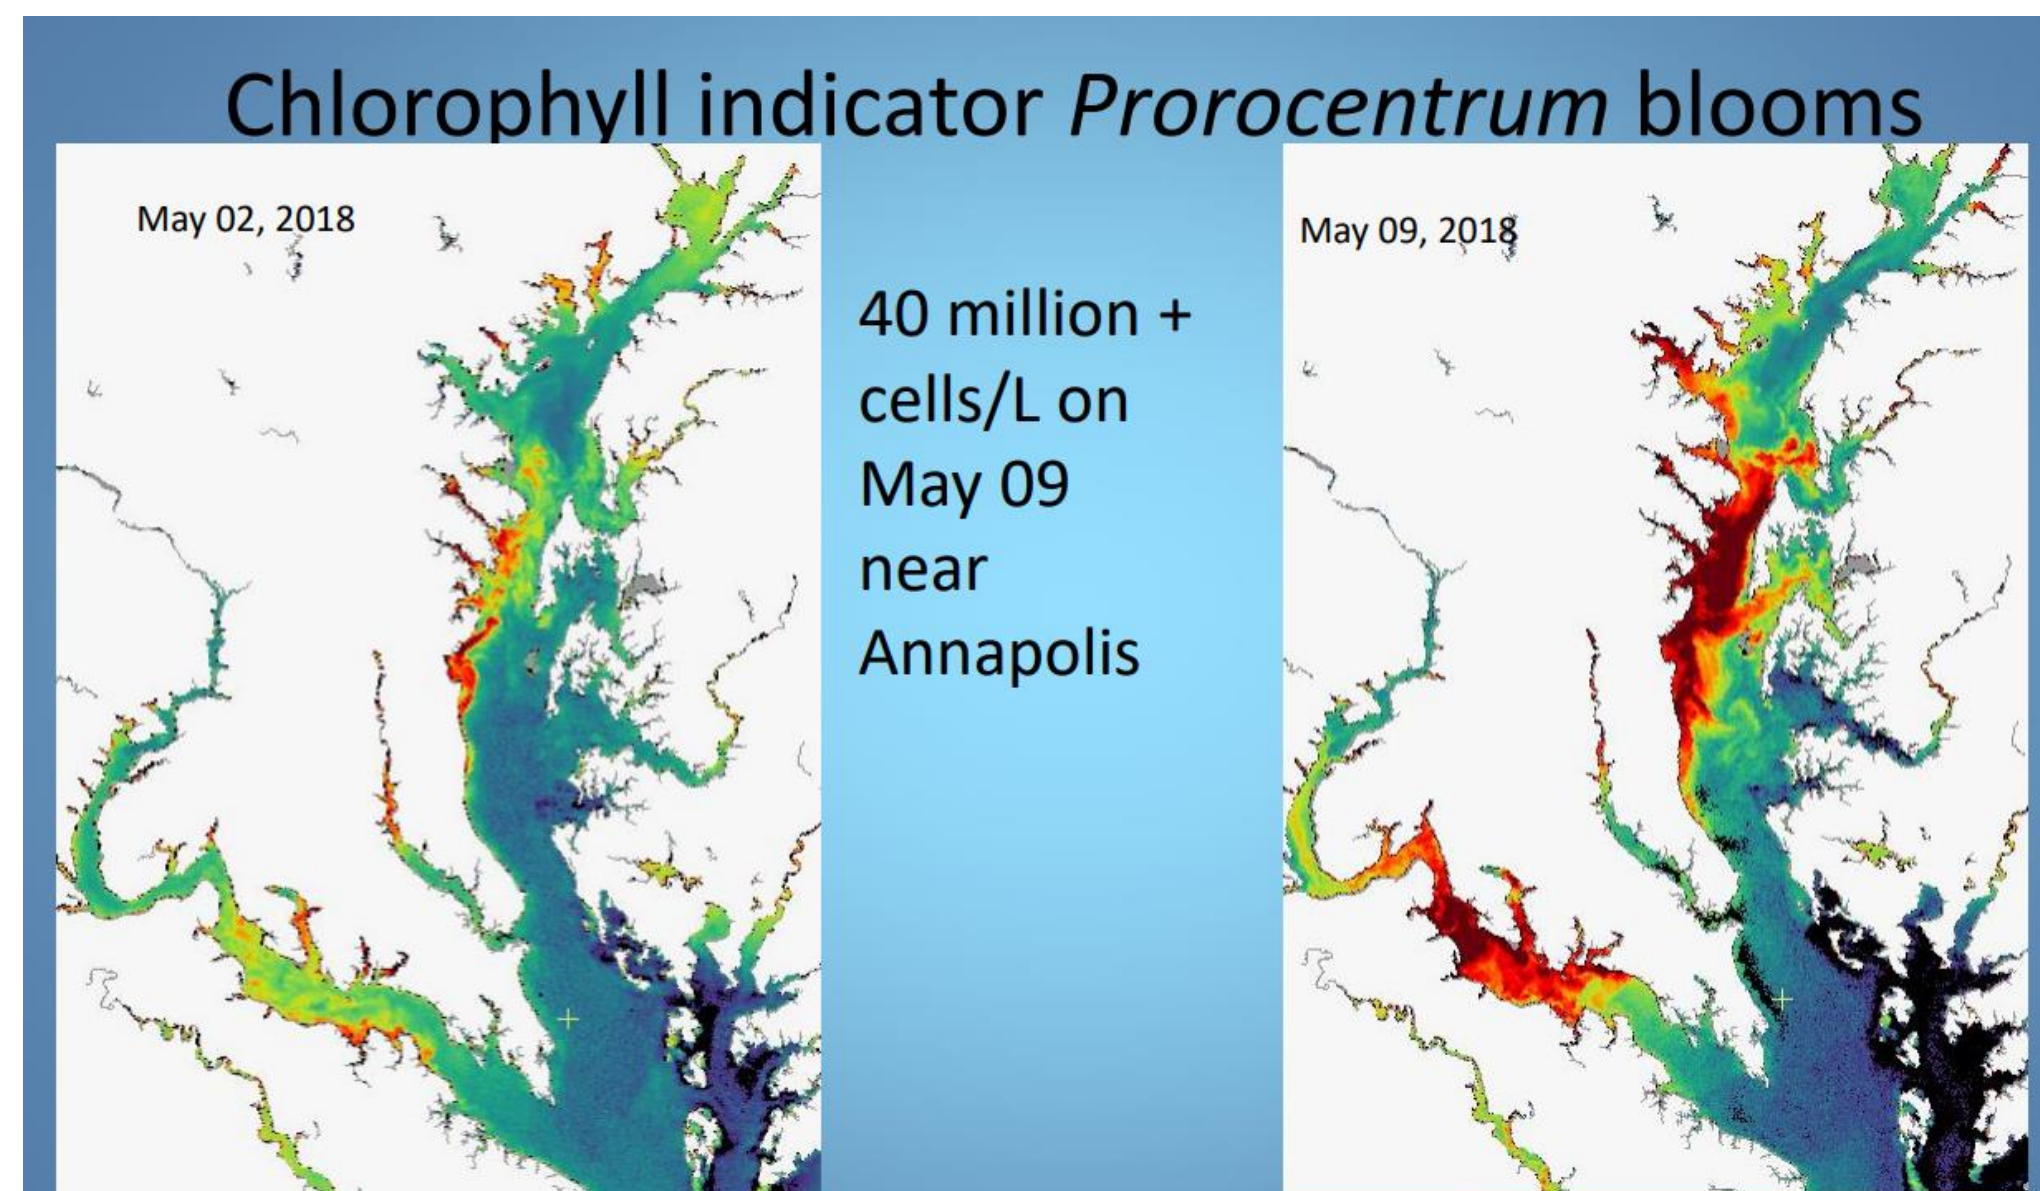 Chlorophyll indicator Prorocentrum blooms
May 02, 2018
40 million +
cells/L on
May 09
near
Annapolis
May 09, 2018